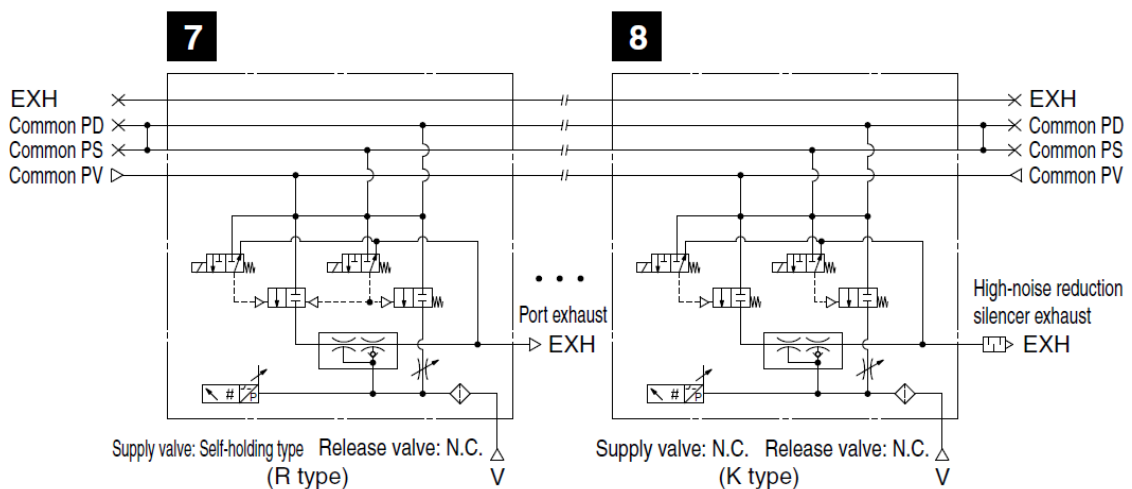 7
8
EXH
EXH
Common PD
Common PD
Common PS
Common PS
Common PV
Common PV
Port exhaust
EXH
High-noise reduction
silencer exhaust
EXH
#
P
#
P
Supply valve: Self-holding type Release valve: N.C.
(R type)
V
Supply valve: N.C. Release valve: N.C.
(K type)
V